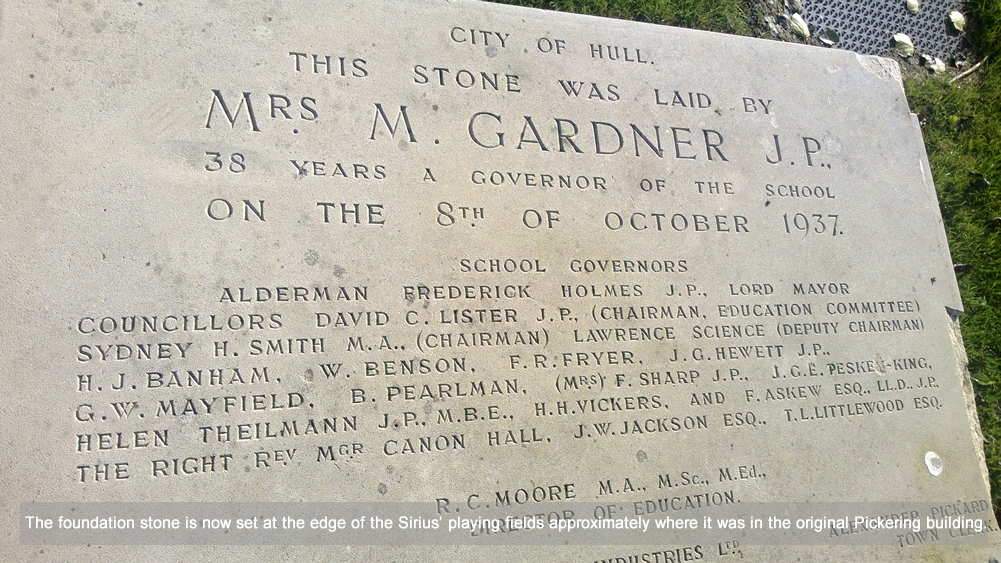 CITY OF HULL.
THIS STONE WAS LAID BY
MRS M. GARDNER J.P.,
38 YEARS A GOVERNOR OF THE SCHOOL
ON THE 8TH OF OCTOBER 1937.
SCHOOL GOVERNORS
ALDERMAN FREDERICK HOLMES J.P., LORD MAYOR
COUNCILLORS DAVID C. LISTER J.P., (CHAIRMAN, EDUCATION COMMITTEE)
SYDNEY H. SMITH M.A., (CHAIRMAN) LAWRENCE SCIENCE (DEPUTY CHAIRMAN)
H. J. BANHAM, W. BENSON, F.R. FRYER, J.G. HEWETT J.P.,
G.W. MAYFIELD, B. PEARLMAN, (MRS) F. SHARP J.P., J.G.E. PESKEY-KING,
HELEN THEILMANN J.P., M.B.E., H.H. VICKERS, AND F. ASKEW ESQ., LL.D., J.P.,
THE RIGHT REV MGR CANON HALL, J.W. JACKSON ESQ., T.L. LITTLEWOOD ESQ.
R. C. MOORE M.A., M.Sc., M.Ed.,
DIRECTOR OF EDUCATION.
ALEXANDER PICKARD
TOWN CLERK
The foundation stone is now set at the edge of the Sirius' playing fields approximately where it was in the original Pickering building.
INDUSTRIES LTD,